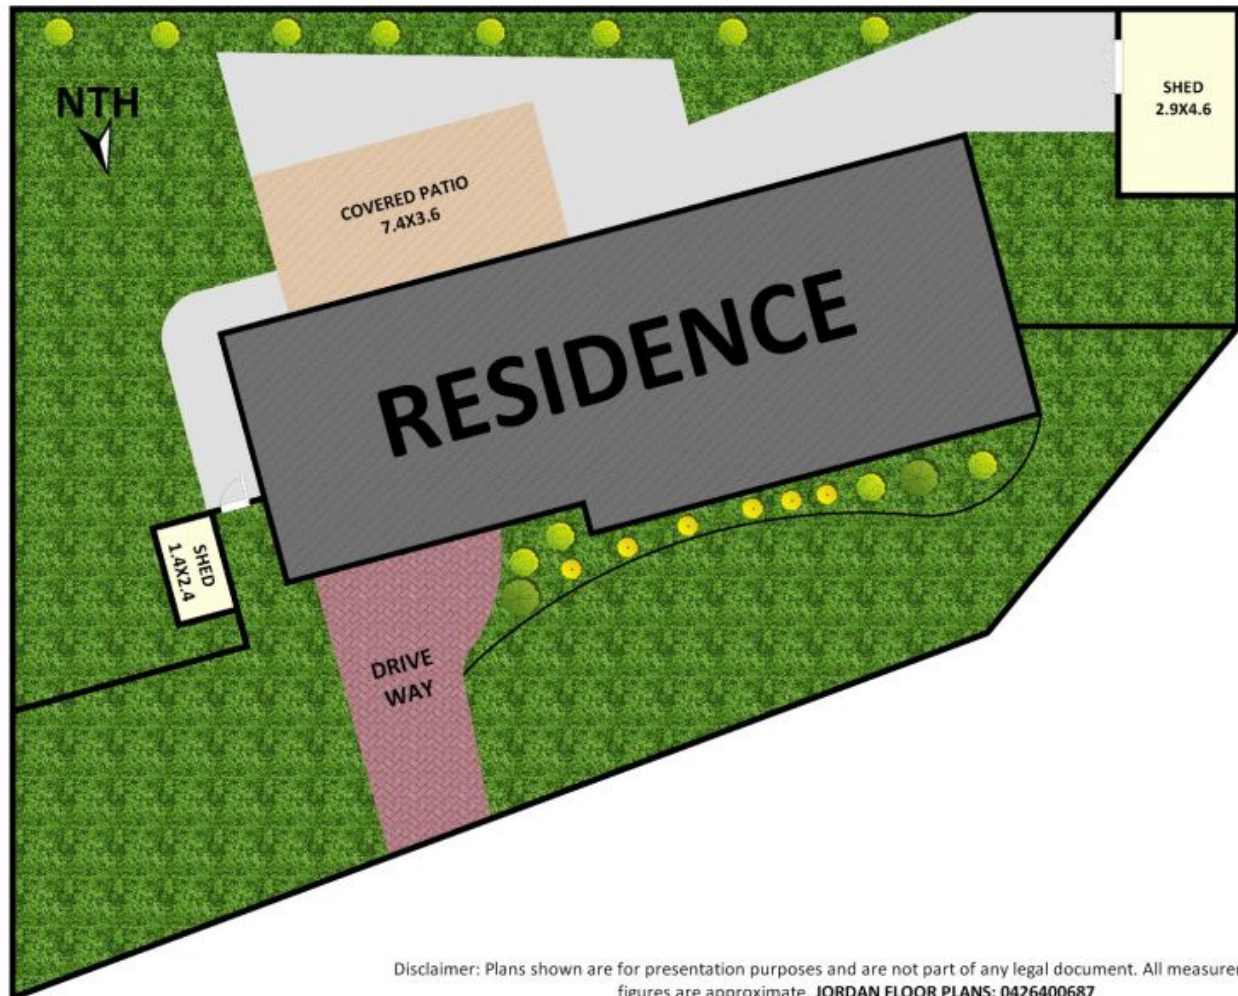 NTH
SHED
2.9X4.6
COVERED PATIO
7.4X3.6
RESIDENCE
SHED
1.4X2.4
DRIVE
WAY
Disclaimer: Plans shown are for presentation purposes and are not part of any legal document. All measurer
figures are approximate. JORDAN FLOOR PLANS: 0426400687